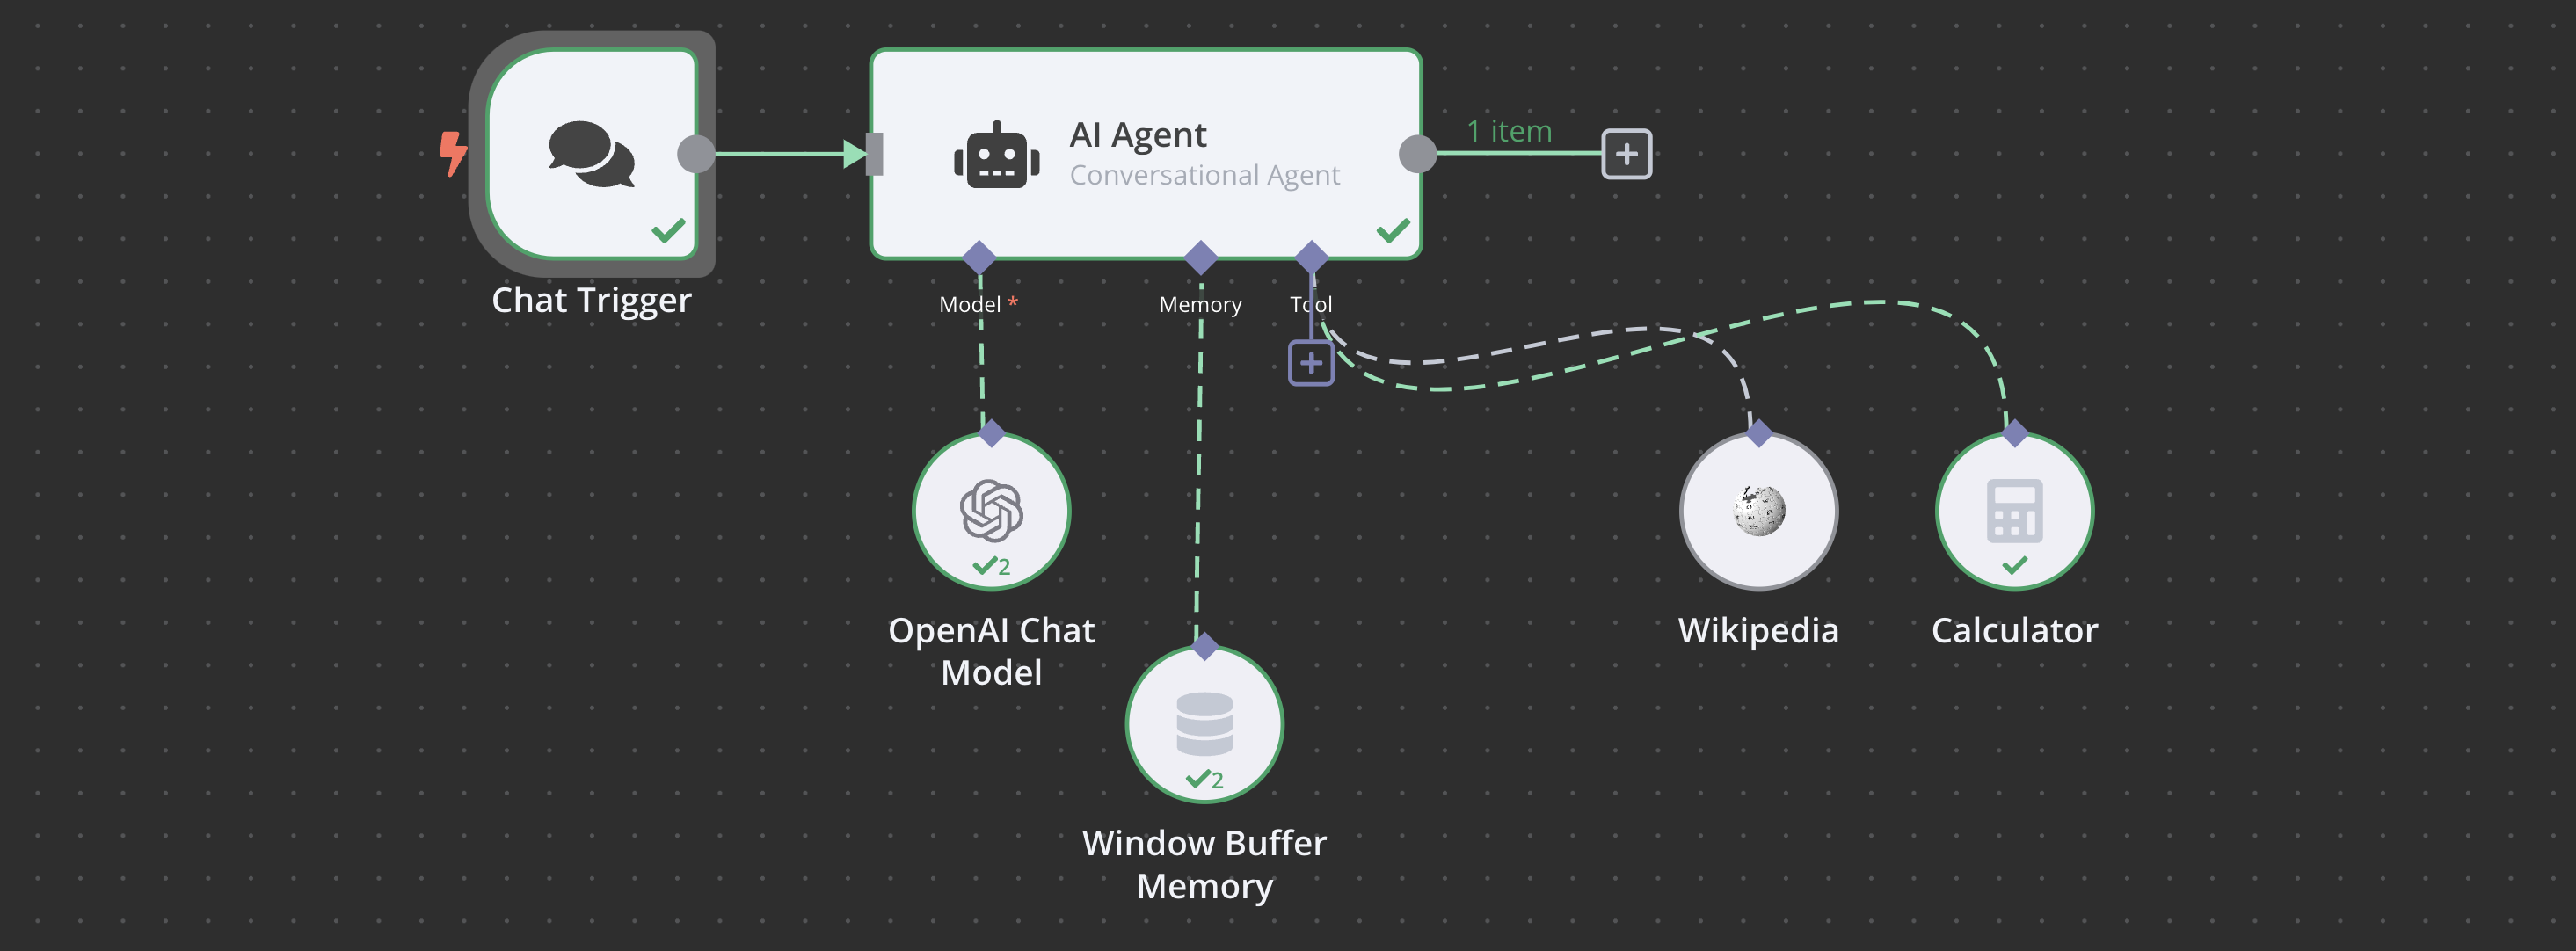 AI Agent
Conversational Agent
1 item
Chat Trigger
Model *
Memory
Tool
2
OpenAI Chat
Model
Wikipedia
Calculator
2
Window Buffer
Memory